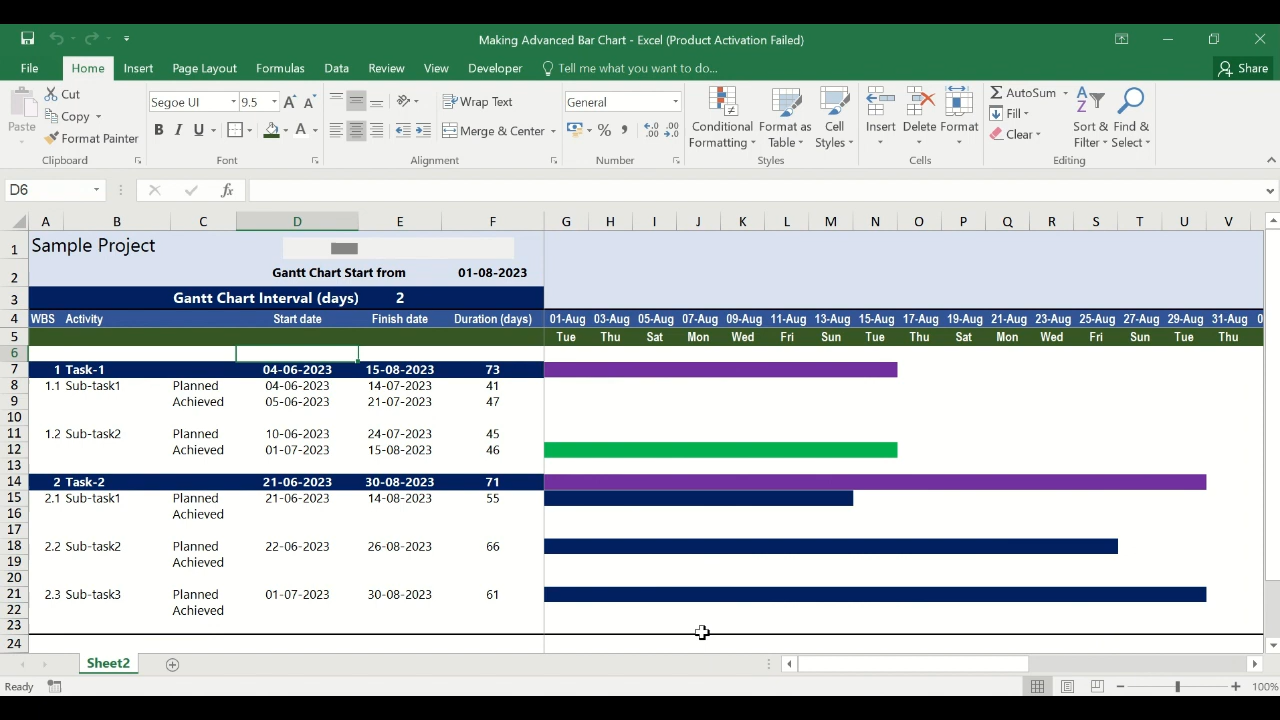 Making Advanced Bar Chart - Excel (Product Activation Failed)
File Home Insert Page Layout Formulas Data Review View Developer Tell me what you want to do... Share
Cut
Copy
Format Painter
Paste
Clipboard
Segoe UI 9.5
B I U
Font
Wrap Text
Merge & Center
Alignment
General
Number
Conditional Formatting
Format as Table
Cell Styles
Styles
Insert Delete Format
Cells
AutoSum
Fill
Clear
Sort & Filter
Find & Select
Editing
D6 fx
A B C D E F G H I J K L M N O P Q R S T U V
1 Sample Project
2 Gantt Chart Start from 01-08-2023
3 Gantt Chart Interval (days) 2
4 WBS Activity Start date Finish date Duration (days) 01-Aug 03-Aug 05-Aug 07-Aug 09-Aug 11-Aug 13-Aug 15-Aug 17-Aug 19-Aug 21-Aug 23-Aug 25-Aug 27-Aug 29-Aug 31-Aug 0
5 Tue Thu Sat Mon Wed Fri Sun Tue Thu Sat Mon Wed Fri Sun Tue Thu
6
7 1 Task-1 04-06-2023 15-08-2023 73
8 1.1 Sub-task1 Planned 04-06-2023 14-07-2023 41
9 Achieved 05-06-2023 21-07-2023 47
10
11 1.2 Sub-task2 Planned 10-06-2023 24-07-2023 45
12 Achieved 01-07-2023 15-08-2023 46
13
14 2 Task-2 21-06-2023 30-08-2023 71
15 2.1 Sub-task1 Planned 21-06-2023 14-08-2023 55
16 Achieved
17
18 2.2 Sub-task2 Planned 22-06-2023 26-08-2023 66
19 Achieved
20
21 2.3 Sub-task3 Planned 01-07-2023 30-08-2023 61
22 Achieved
23
24
Sheet2
Ready 100%